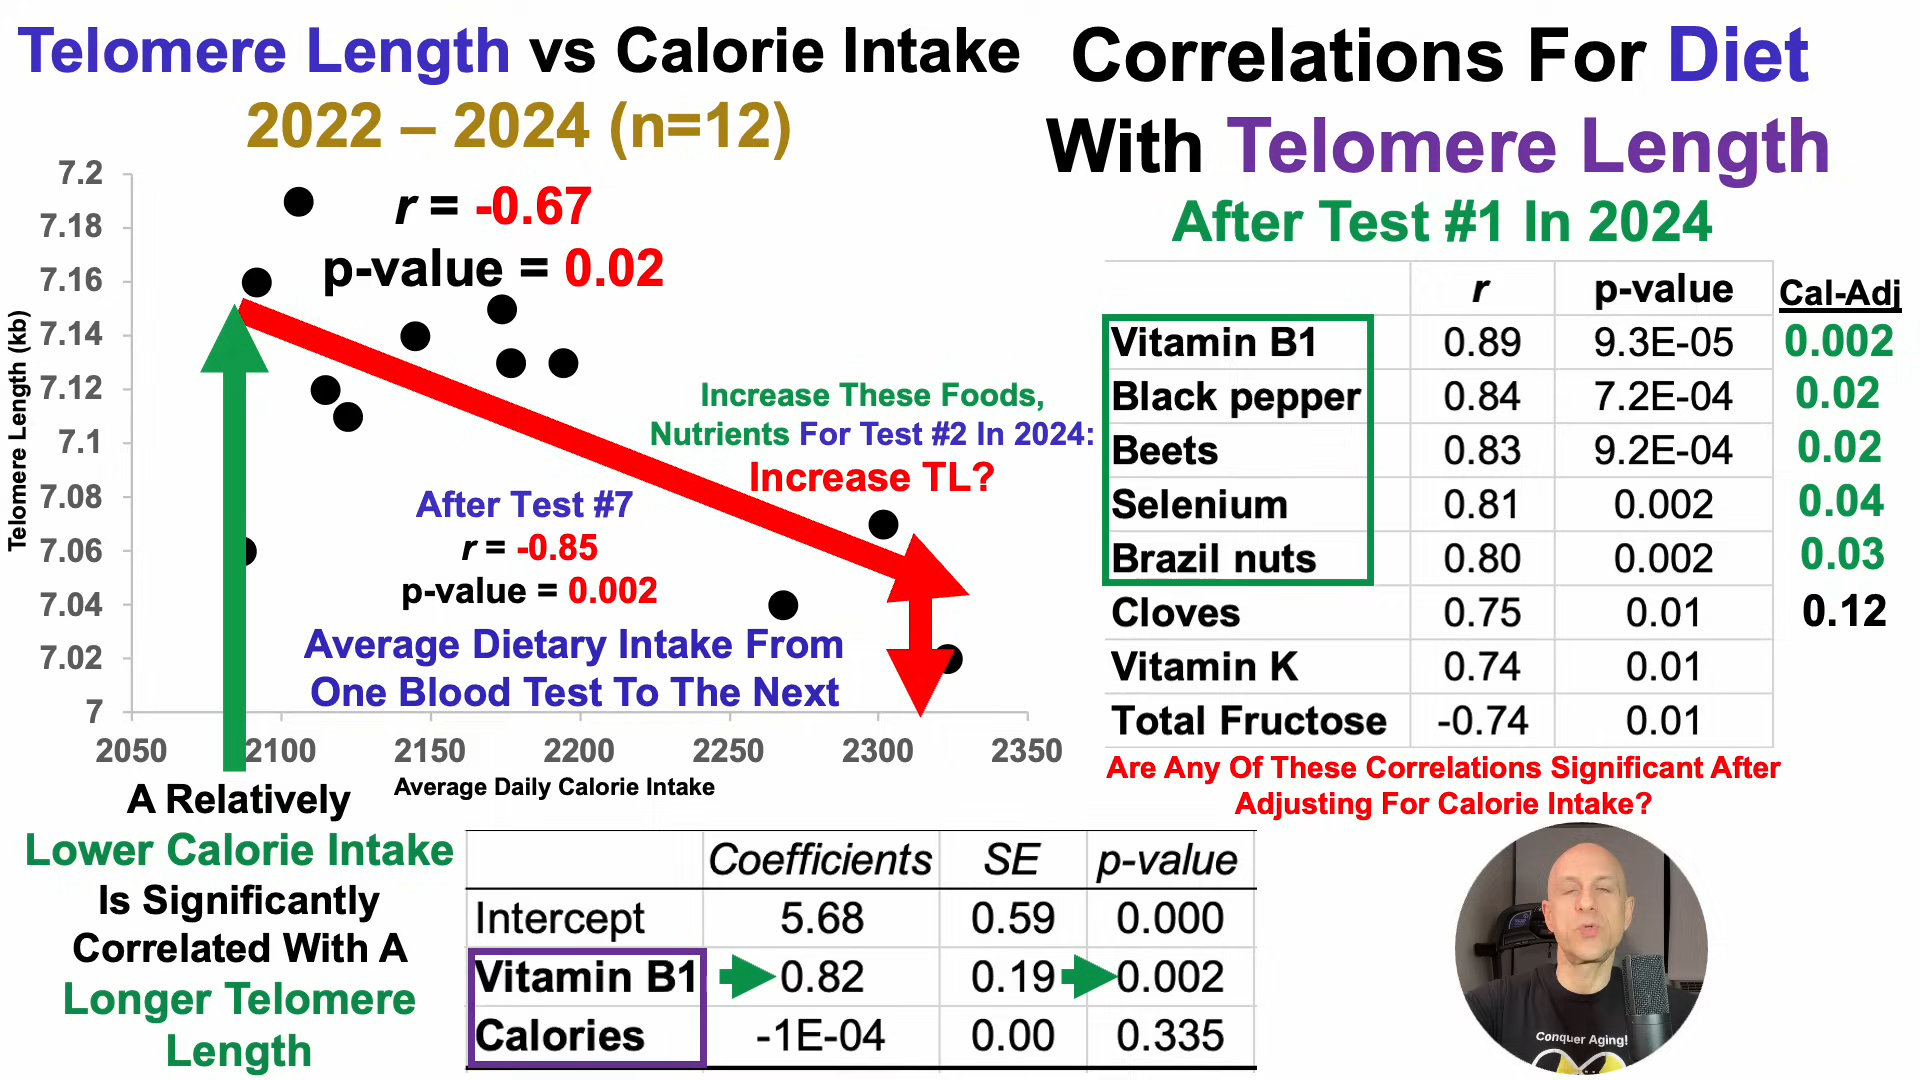 Telomere Length vs Calorie Intake
2022 – 2024 (n=12)
r = -0.67
p-value = 0.02
7.2
7.18
7.16
7.14
7.12
7.1
7.08
7.06
7.04
7.02
7
Telomere Length (kb)
Increase These Foods,
Nutrients For Test #2 In 2024:
Increase TL?
After Test #7
r = -0.85
p-value = 0.002
Average Dietary Intake From
One Blood Test To The Next
2050 2100 2150 2200 2250 2300 2350
Average Daily Calorie Intake
A Relatively
Lower Calorie Intake
Is Significantly
Correlated With A
Longer Telomere
Length
Correlations For Diet
With Telomere Length
After Test #1 In 2024
r p-value Cal-Adj
Vitamin B1 0.89 9.3E-05 0.002
Black pepper 0.84 7.2E-04 0.02
Beets 0.83 9.2E-04 0.02
Selenium 0.81 0.002 0.04
Brazil nuts 0.80 0.002 0.03
Cloves 0.75 0.01 0.12
Vitamin K 0.74 0.01
Total Fructose -0.74 0.01
Are Any Of These Correlations Significant After
Adjusting For Calorie Intake?
Coefficients SE p-value
Intercept 5.68 0.59 0.000
Vitamin B1 0.82 0.19 0.002
Calories -1E-04 0.00 0.335
Conquer Aging!